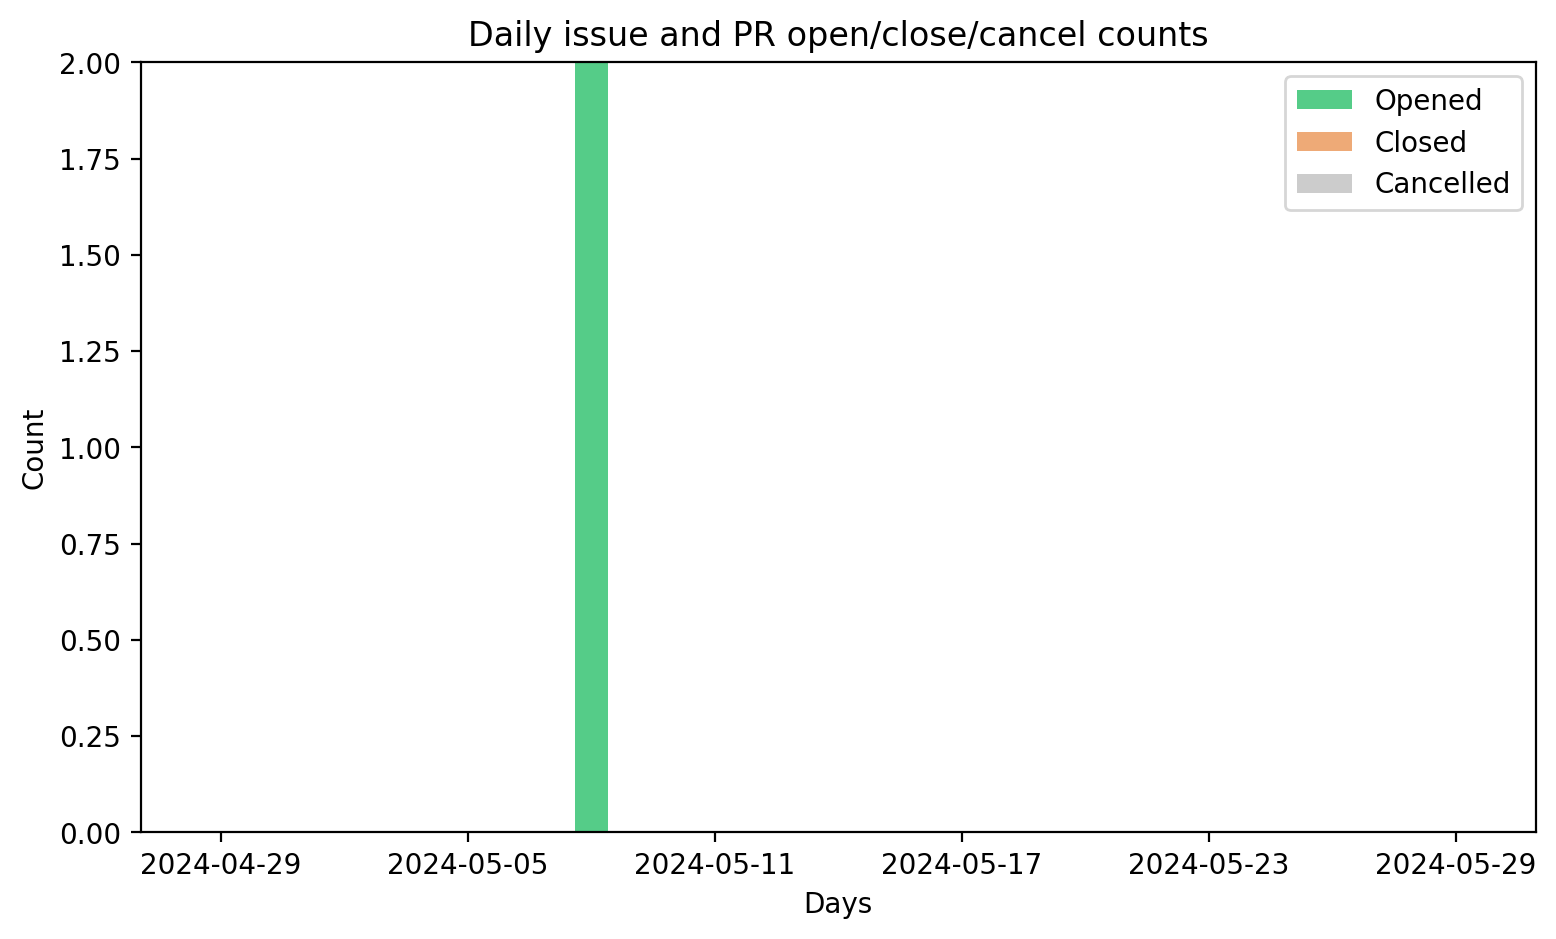 Daily issue and PR open/close/cancel counts
2.00
1.75
1.50
1.25
1.00
0.75
0.50
0.25
0.00
Count
Opened
Closed
Cancelled
2024-04-29 2024-05-05 2024-05-11 2024-05-17 2024-05-23 2024-05-29
Days